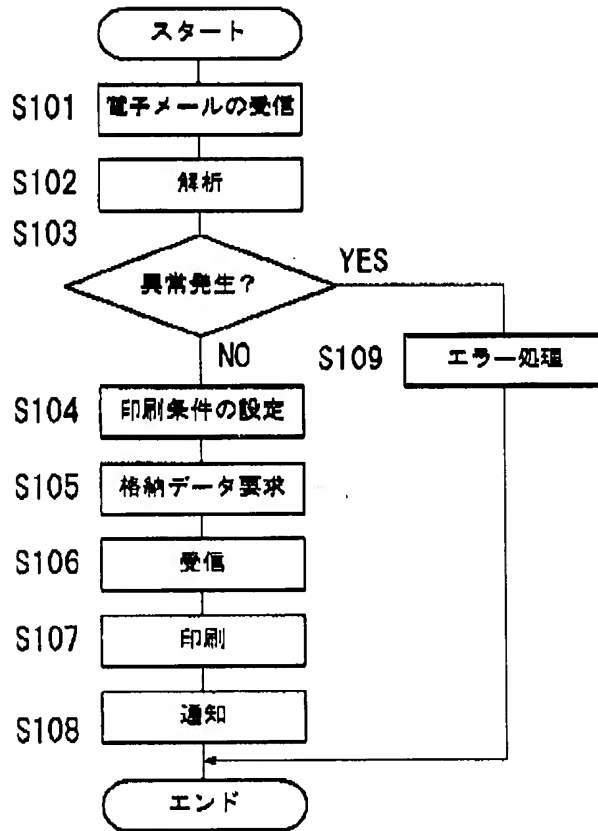 スタート
S101 電子メールの受信
S102 解析
S103
異常発生?
YES
NO
S109 エラー処理
S104 印刷条件の設定
S105 格納データ要求
S106 受信
S107 印刷
S108 通知
エンド